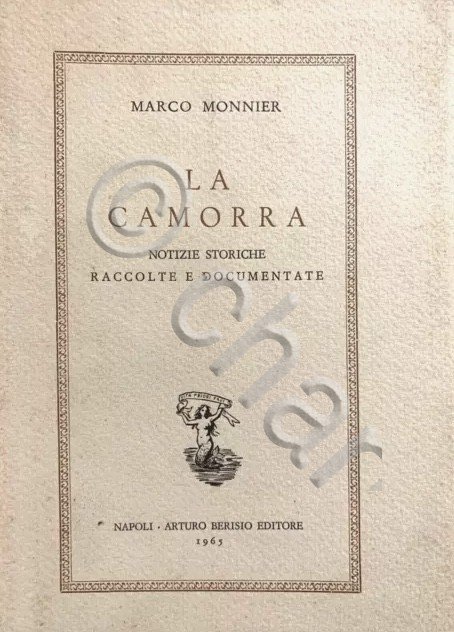 MARCO MONNIER
LA
CAMORRA
NOTIZIE STORICHE
RACCOLTE E DOCUMENTATE
NAPOLI · ARTURO BERISIO EDITORE
1965
© char